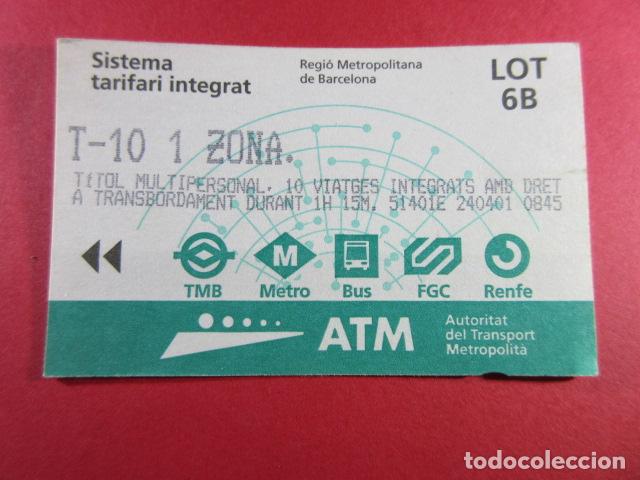 Sistema
tarifari integrat
Regió Metropolitana
de Barcelona
LOT
6B
T-10 1 ZONA.
TíTOL MULTIPERSONAL, 10 VIATGES INTEGRATS AMB DRET
A TRANSBORDAMENT DURANT 1H 15M. 51401E 240401 0845
M
TMB Metro Bus FGC Renfe
ATM
Autoritat
del Transport
Metropolità
todocoleccion